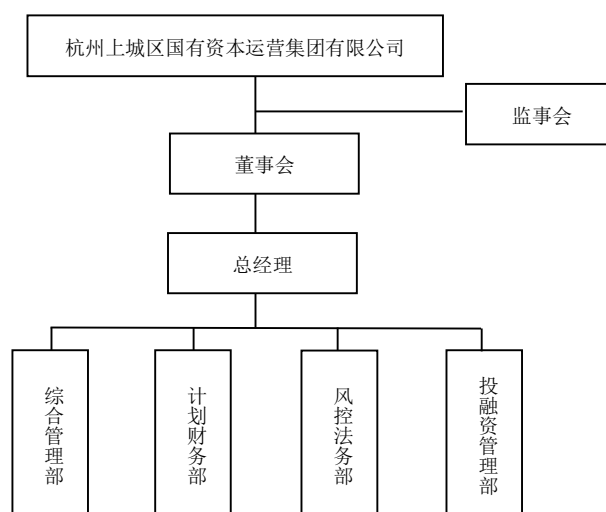 杭州上城区国有资本运营集团有限公司
监事会
董事会
总经理
综合管理部
计划财务部
风控法务部
投融资管理部